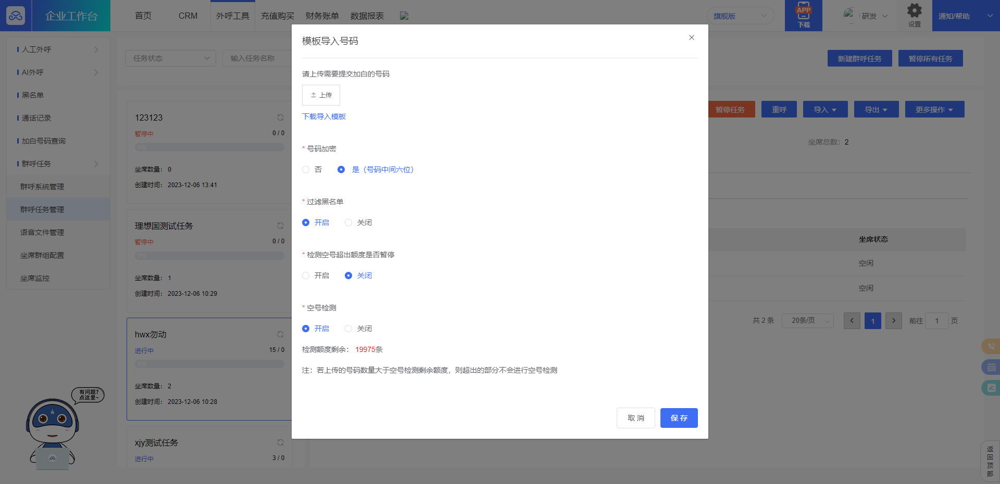 企业工作台
首页
CRM
外呼工具
充值购买
财务账单
数据报表
旗舰版
APP
下载
研发
设置
通知/帮助
人工外呼
AI外呼
黑名单
通话记录
加白号码查询
群呼任务
群呼系统管理
群呼任务管理
语音文件管理
坐席群组配置
坐席监控
有问题?
点这里~
任务状态
输入任务名称
新建群呼任务
暂停所有任务
123123
暂停中
0 / 0
0%
坐席数量： 0
创建时间： 2023-12-06 13:41
理想国测试任务
暂停中
0 / 0
0%
坐席数量： 1
创建时间： 2023-12-06 10:29
hwx勿动
进行中
15 / 0
0%
坐席数量： 2
创建时间： 2023-12-06 10:28
xjy测试任务
进行中
3 / 0
模板导入号码
请上传需要提交加白的号码
上传
下载导入模板
* 号码加密
否
是（号码中间六位）
* 过滤黑名单
开启
关闭
* 检测空号超出额度是否暂停
开启
关闭
* 空号检测
开启
关闭
检测额度剩余： 19975条
注：若上传的号码数量大于空号检测剩余额度，则超出的部分不会进行空号检测
取 消
保 存
暂停任务
重呼
导入
导出
更多操作
坐席总数：2
坐席状态
空闲
空闲
共 2 条
20条/页
1
前往
1
页
返
回
顶
部